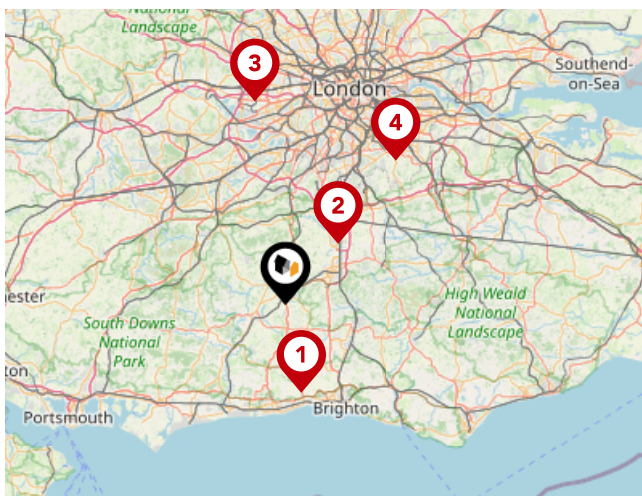 National
Landscape
3
London
Southend-
on-Sea
4
2
hester
High Weald
National
Landscape
South Downs
National
Park
1
ton
Brighton
Portsmouth